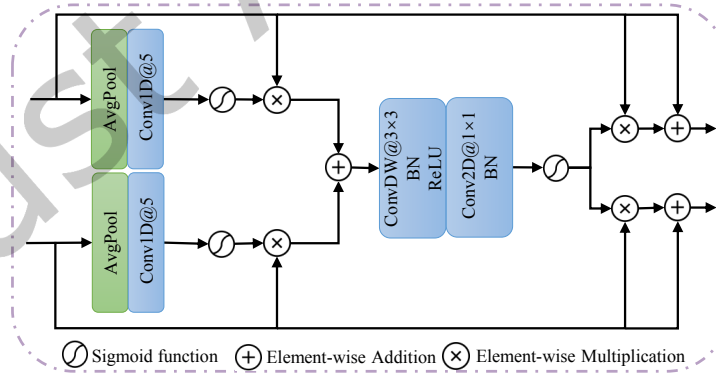 AvgPool
Conv1D@5
AvgPool
Conv1D@5
ConvDW@3×3
BN
ReLU
Conv2D@1×1
BN
Sigmoid function
Element-wise Addition
Element-wise Multiplication